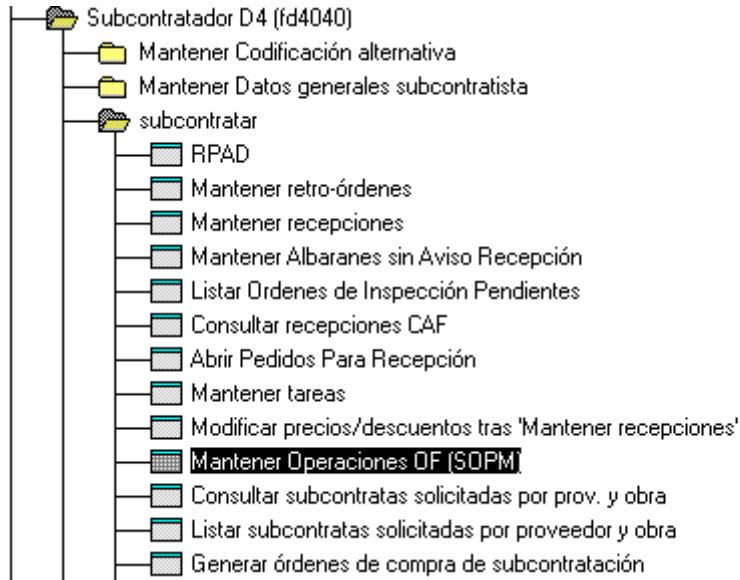 Subcontratador D4 (fd4040)
Mantener Codificación alternativa
Mantener Datos generales subcontratista
subcontratar
RPAD
Mantener retro-órdenes
Mantener recepciones
Mantener Albaranes sin Aviso Recepción
Listar Ordenes de Inspección Pendientes
Consultar recepciones CAF
Abrir Pedidos Para Recepción
Mantener tareas
Modificar precios/descuentos tras 'Mantener recepciones'
Mantener Operaciones OF (SOPM)
Consultar subcontratas solicitadas por prov. y obra
Listar subcontratas solicitadas por proveedor y obra
Generar órdenes de compra de subcontratación